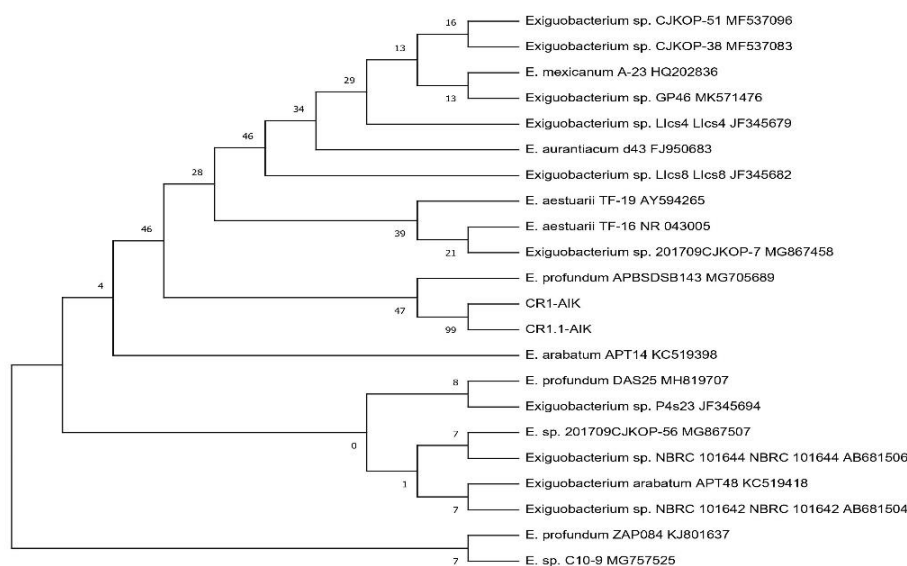 16
Exiguobacterium sp. CJKOP-51 MF537096
13
Exiguobacterium sp. CJKOP-38 MF537083
29
E. mexicanum A-23 HQ202836
13
Exiguobacterium sp. GP46 MK571476
34
Exiguobacterium sp. LIcs4 LIcs4 JF345679
46
E. aurantiacum d43 FJ950683
28
Exiguobacterium sp. LIcs8 LIcs8 JF345682
E. aestuarii TF-19 AY594265
46
39
E. aestuarii TF-16 NR 043005
21
Exiguobacterium sp. 201709CJKOP-7 MG867458
4
E. profundum APBSDSB143 MG705689
47
CR1-AIK
99
CR1.1-AIK
E. arabatum APT14 KC519398
8
E. profundum DAS25 MH819707
Exiguobacterium sp. P4s23 JF345694
0
7
E. sp. 201709CJKOP-56 MG867507
Exiguobacterium sp. NBRC 101644 NBRC 101644 AB681506
1
Exiguobacterium arabatum APT48 KC519418
7
Exiguobacterium sp. NBRC 101642 NBRC 101642 AB681504
E. profundum ZAP084 KJ801637
7
E. sp. C10-9 MG757525